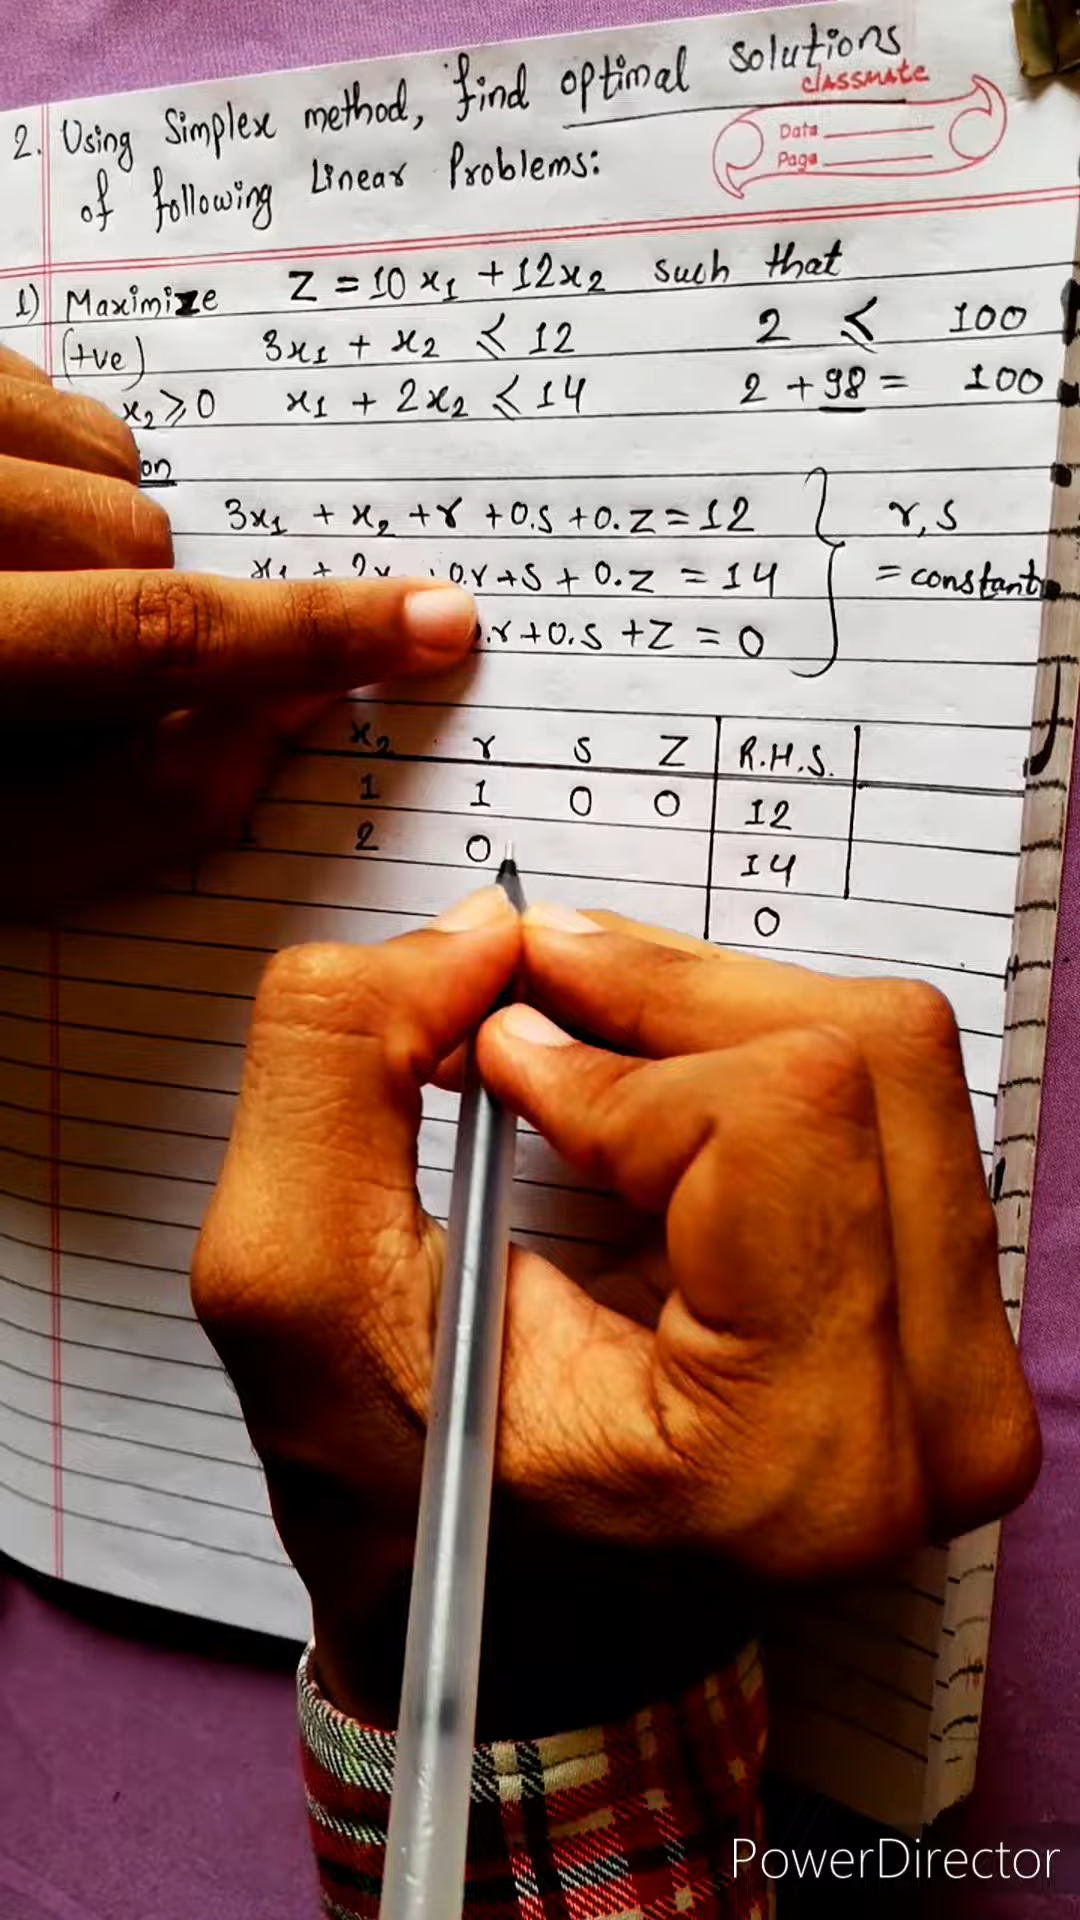 2. Using Simplex method, find optimal solutions
classmate
Date
Page
of following Linear Problems:
1) Maximize Z = 10x₁ + 12x₂ such that
(+ve) 3x₁ + x₂ ⩽ 12 2 ⩽ 100
x₂ ⩾ 0 x₁ + 2x₂ ⩽ 14 2 + 98 = 100
3x₁ + x₂ + r + 0.s + 0.z = 12 r, s
x₁ + 0.r + s + 0.z = 14 = constant
.r + 0.s + z = 0
x₂ r s z R.H.S.
1 1 0 0 12
2 0 14
0
PowerDirector